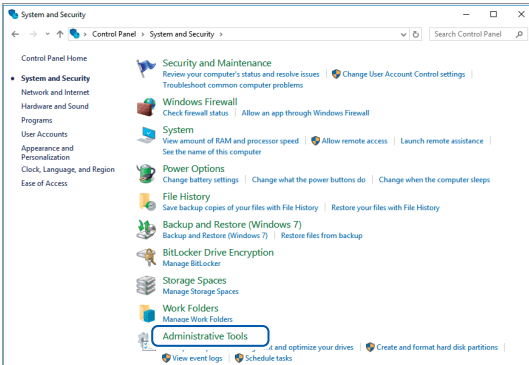 System and Security
Control Panel > System and Security >
Search Control Panel
Control Panel Home
System and Security
Network and Internet
Hardware and Sound
Programs
User Accounts
Appearance and
Personalization
Clock, Language, and Region
Ease of Access
Security and Maintenance
Review your computer's status and resolve issues | Change User Account Control settings |
Troubleshoot common computer problems
Windows Firewall
Check firewall status | Allow an app through Windows Firewall
System
View amount of RAM and processor speed | Allow remote access | Launch remote assistance |
See the name of this computer
Power Options
Change battery settings | Change what the power buttons do | Change when the computer sleeps
File History
Save backup copies of your files with File History | Restore your files with File History
Backup and Restore (Windows 7)
Backup and Restore (Windows 7) | Restore files from backup
BitLocker Drive Encryption
Manage BitLocker
Storage Spaces
Manage Storage Spaces
Work Folders
Manage Work Folders
Administrative Tools
and optimize your drives | Create and format hard disk partitions |
View event logs | Schedule tasks